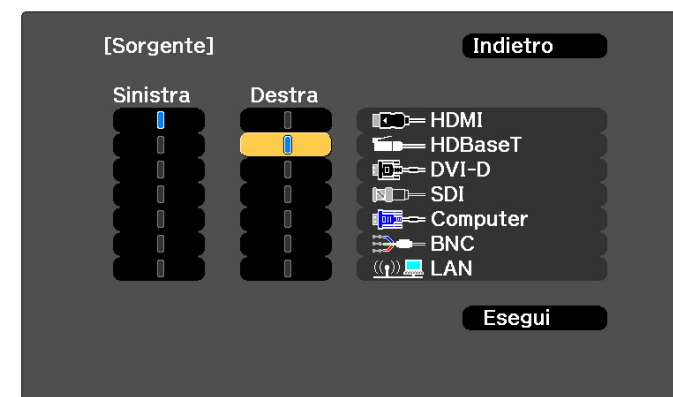 [Sorgente]
Indietro
Sinistra Destra
HDMI
HDBaseT
DVI-D
SDI
Computer
BNC
LAN
Esegui